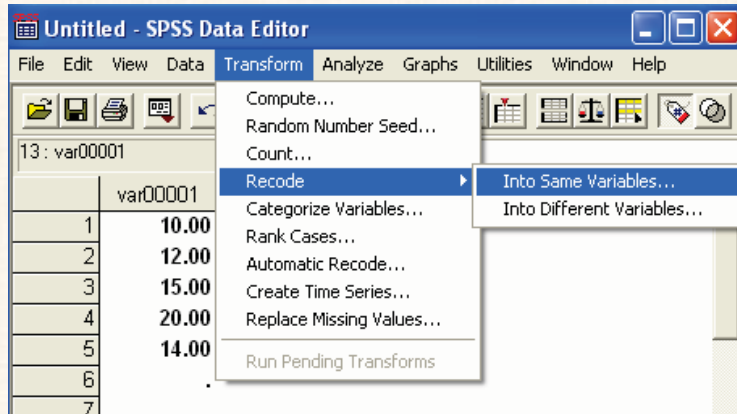 Untitled - SPSS Data Editor
File Edit View Data Transform Analyze Graphs Utilities Window Help
13 : var00001
var00001
1 10.00
2 12.00
3 15.00
4 20.00
5 14.00
6 .
7
Compute...
Random Number Seed...
Count...
Recode
Categorize Variables...
Rank Cases...
Automatic Recode...
Create Time Series...
Replace Missing Values...
Run Pending Transforms
Into Same Variables...
Into Different Variables...